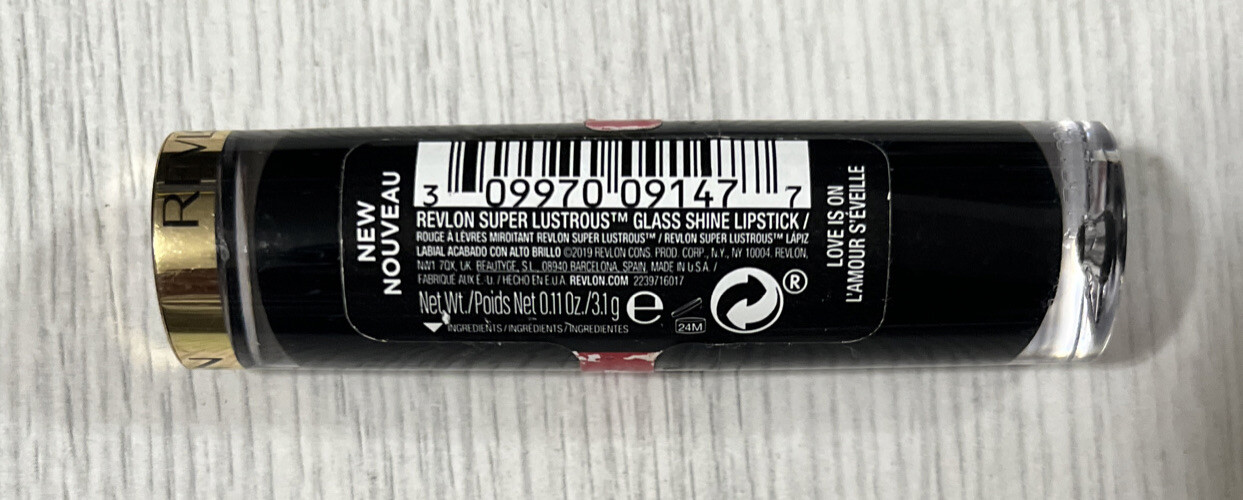 REVL
N
NEW
NOUVEAU
3 09970 09147 7
REVLON SUPER LUSTROUS™ GLASS SHINE LIPSTICK /
ROUGE À LÈVRES MIROITANT REVLON SUPER LUSTROUS™ / REVLON SUPER LUSTROUS™ LÁPIZ
LABIAL ACABADO CON ALTO BRILLO ©2019 REVLON CONS. PROD. CORP., N.Y., NY 10004. REVLON,
NW1 7QX, UK. BEAUTYGE, S.L., 08940 BARCELONA, SPAIN, MADE IN U.S.A. /
FABRIQUÉ AUX É.-U. / HECHO EN E.U.A. REVLON.COM 2239716017
Net Wt./Poids Net 0.11 Oz./3.1 g e
24M
®
INGREDIENTS / INGRÉDIENTS / INGREDIENTES
LOVE IS ON
L'AMOUR S'ÉVEILLE